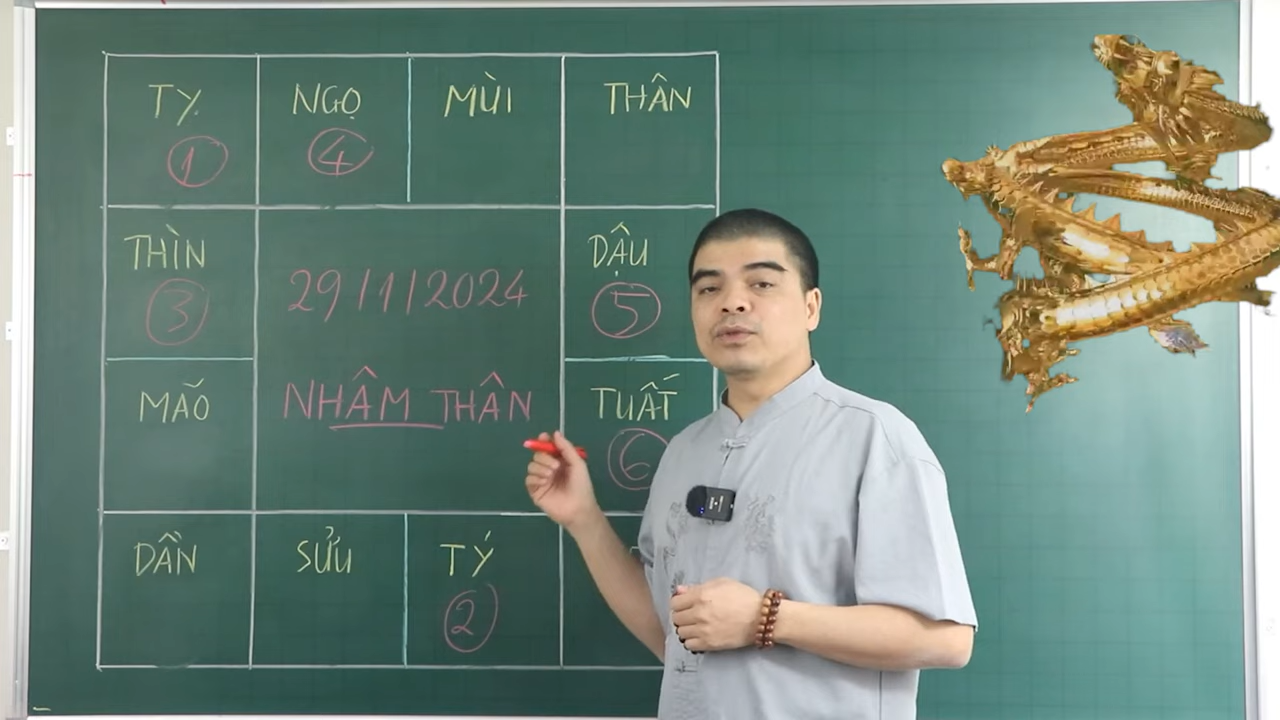 TỴ NGỌ MÙI THÂN
① ④
THÌN DẬU
③ ⑤
29/1/2024
MÃO NHÂM THÂN TUẤT
⑥
DẦN SỬU TÝ
②